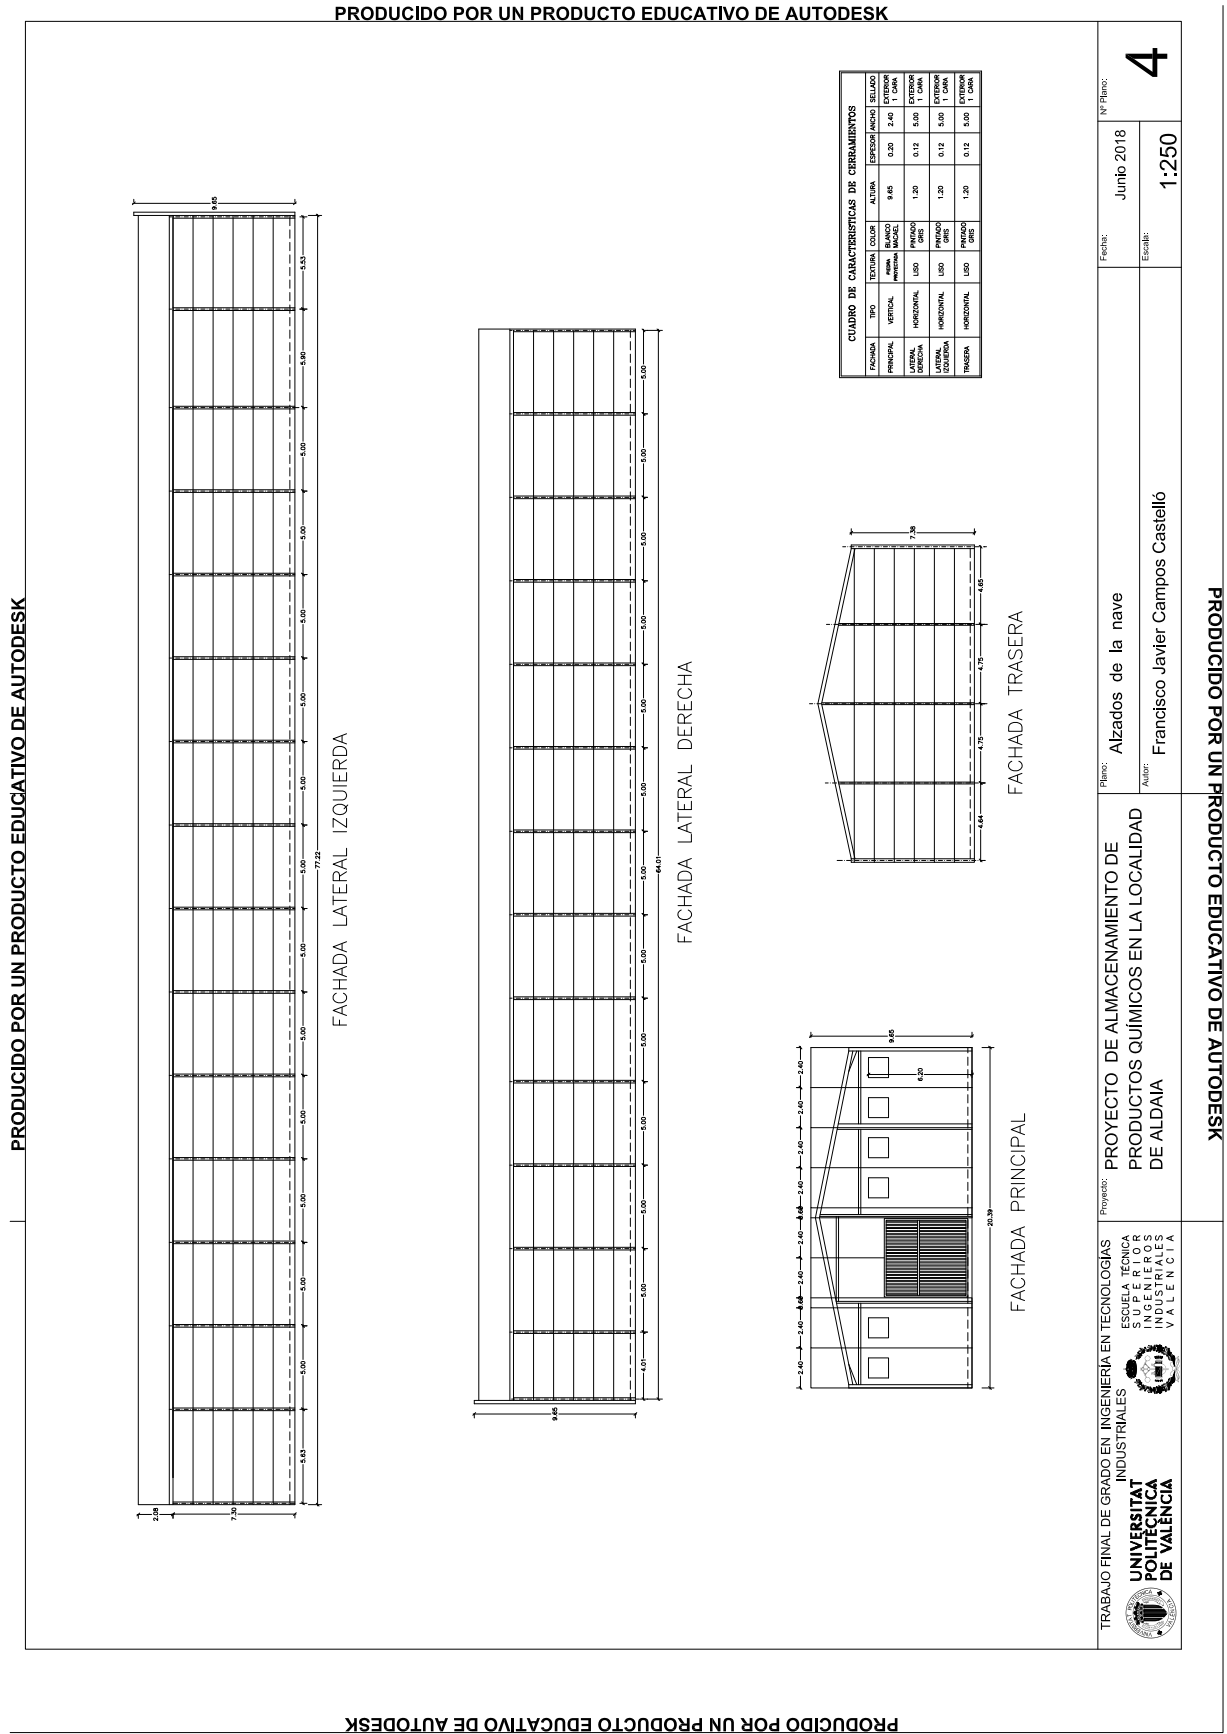 PRODUCIDO POR UN PRODUCTO EDUCATIVO DE AUTODESK
PRODUCIDO POR UN PRODUCTO EDUCATIVO DE AUTODESK
PRODUCIDO POR UN PRODUCTO EDUCATIVO DE AUTODESK
PRODUCIDO POR UN PRODUCTO EDUCATIVO DE AUTODESK
2.08
7.30
5.63
5.00
5.00
5.00
5.00
5.00
5.00
5.00
5.00
5.00
5.00
5.00
5.00
5.90
5.53
9.65
77.22
FACHADA LATERAL IZQUIERDA
9.65
4.01
5.00
5.00
5.00
5.00
5.00
5.00
5.00
5.00
5.00
5.00
5.00
5.00
64.01
FACHADA LATERAL DERECHA
2.40
2.40
0.60
2.40
2.40
0.60
2.40
2.40
2.40
2.40
9.65
6.20
20.39
FACHADA PRINCIPAL
7.38
4.64
4.75
4.75
4.65
FACHADA TRASERA
CUADRO DE CARACTERISTICAS DE CERRAMIENTOS
FACHADA TIPO TEXTURA COLOR ALTURA ESPESOR ANCHO SELLADO
PRINCIPAL VERTICAL PIEDRA PROYECTADA BLANCO MACAEL 9.65 0.20 2.40 EXTERIOR 1 CARA
LATERAL DERECHA HORIZONTAL LISO PINTADO GRIS 1.20 0.12 5.00 EXTERIOR 1 CARA
LATERAL IZQUIERDA HORIZONTAL LISO PINTADO GRIS 1.20 0.12 5.00 EXTERIOR 1 CARA
TRASERA HORIZONTAL LISO PINTADO GRIS 1.20 0.12 5.00 EXTERIOR 1 CARA
TRABAJO FINAL DE GRADO EN INGENIERÍA EN TECNOLOGÍAS
INDUSTRIALES
UNIVERSITAT
POLITÈCNICA
DE VALÈNCIA
ESCUELA TÉCNICA
SUPERIOR
INGENIEROS
INDUSTRIALES
VALENCIA
Proyecto:
PROYECTO DE ALMACENAMIENTO DE
PRODUCTOS QUÍMICOS EN LA LOCALIDAD
DE ALDAIA
Plano:
Alzados de la nave
Autor:
Francisco Javier Campos Castelló
Fecha:
Junio 2018
Escala:
1:250
Nº Plano:
4